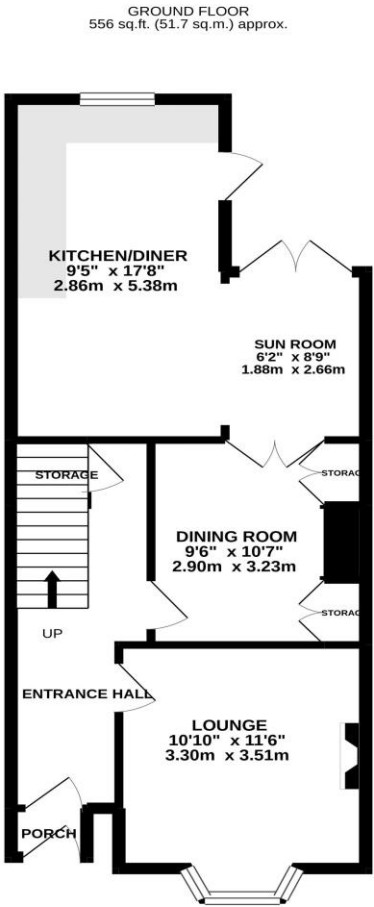 GROUND FLOOR
556 sq.ft. (51.7 sq.m.) approx.
KITCHEN/DINER
9'5" x 17'8"
2.86m x 5.38m
SUN ROOM
6'2" x 8'9"
1.88m x 2.66m
STORAGE
STORAG
DINING ROOM
9'6" x 10'7"
2.90m x 3.23m
STORAG
UP
ENTRANCE HALL
LOUNGE
10'10" x 11'6"
3.30m x 3.51m
PORCH